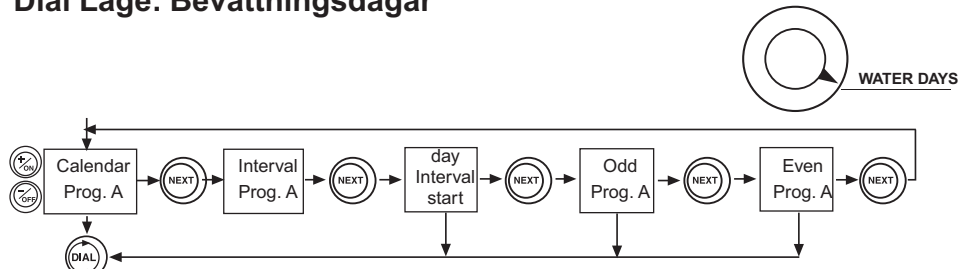 Dial Läge: Bevattningsdagar
WATER DAYS
+/ON
-/OFF
Calendar
Prog. A
NEXT
Interval
Prog. A
NEXT
day
Interval
start
NEXT
Odd
Prog. A
NEXT
Even
Prog. A
NEXT
DIAL